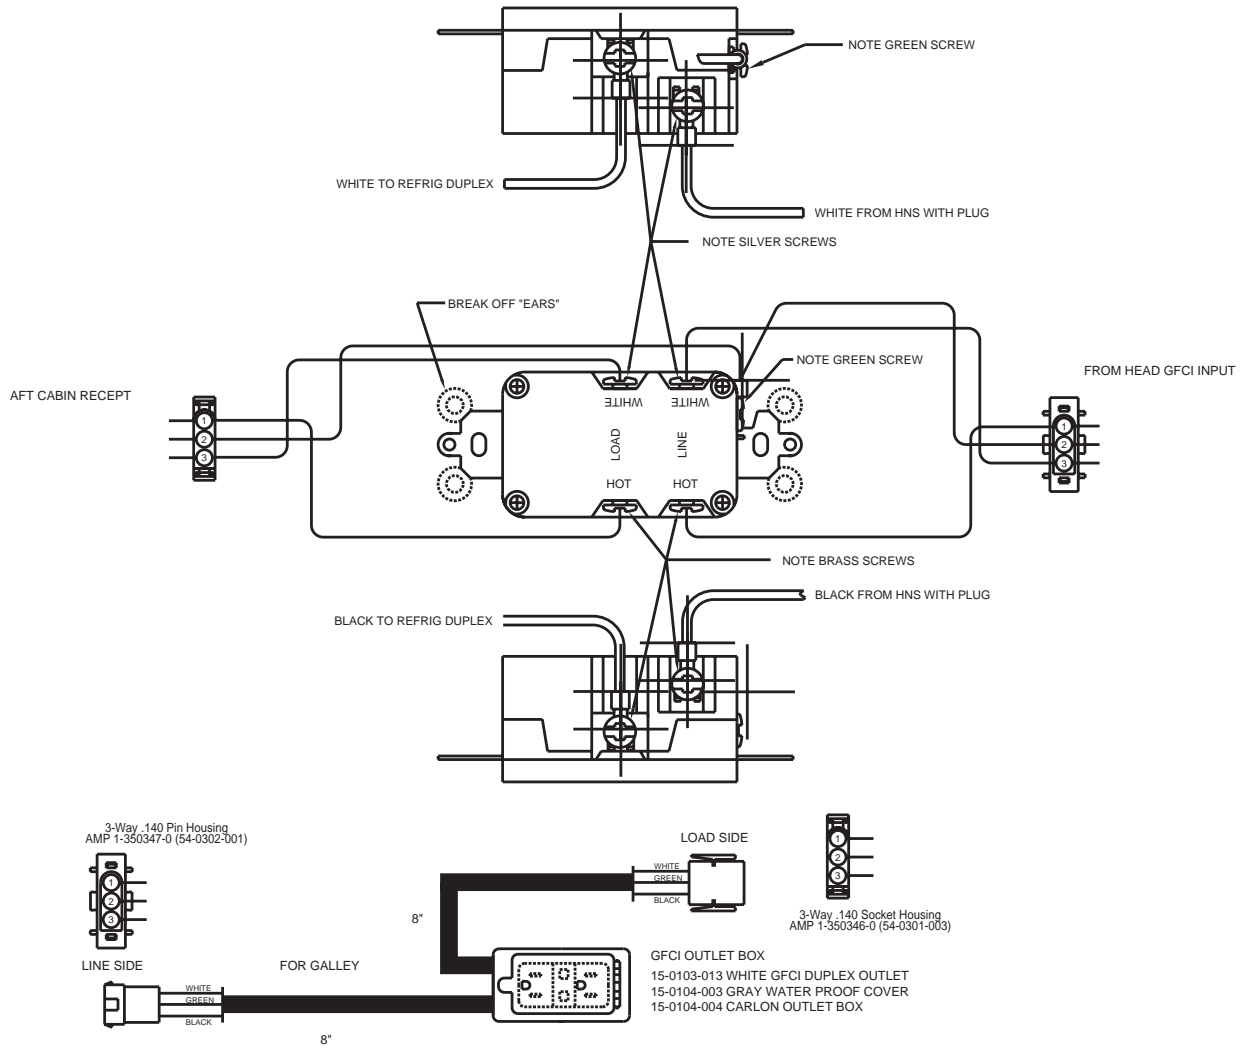 NOTE GREEN SCREW
WHITE TO REFRIG DUPLEX
WHITE FROM HNS WITH PLUG
NOTE SILVER SCREWS
BREAK OFF "EARS"
NOTE GREEN SCREW
AFT CABIN RECEPT
FROM HEAD GFCI INPUT
1
2
3
WHITE
WHITE
LOAD
LINE
HOT
HOT
1
2
3
NOTE BRASS SCREWS
BLACK FROM HNS WITH PLUG
BLACK TO REFRIG DUPLEX
3-Way .140 Pin Housing
AMP 1-350347-0 (54-0302-001)
1
2
3
LINE SIDE
FOR GALLEY
WHITE
GREEN
BLACK
8"
8"
LOAD SIDE
WHITE
GREEN
BLACK
1
2
3
3-Way .140 Socket Housing
AMP 1-350346-0 (54-0301-003)
GFCI OUTLET BOX
15-0103-013 WHITE GFCI DUPLEX OUTLET
15-0104-003 GRAY WATER PROOF COVER
15-0104-004 CARLON OUTLET BOX